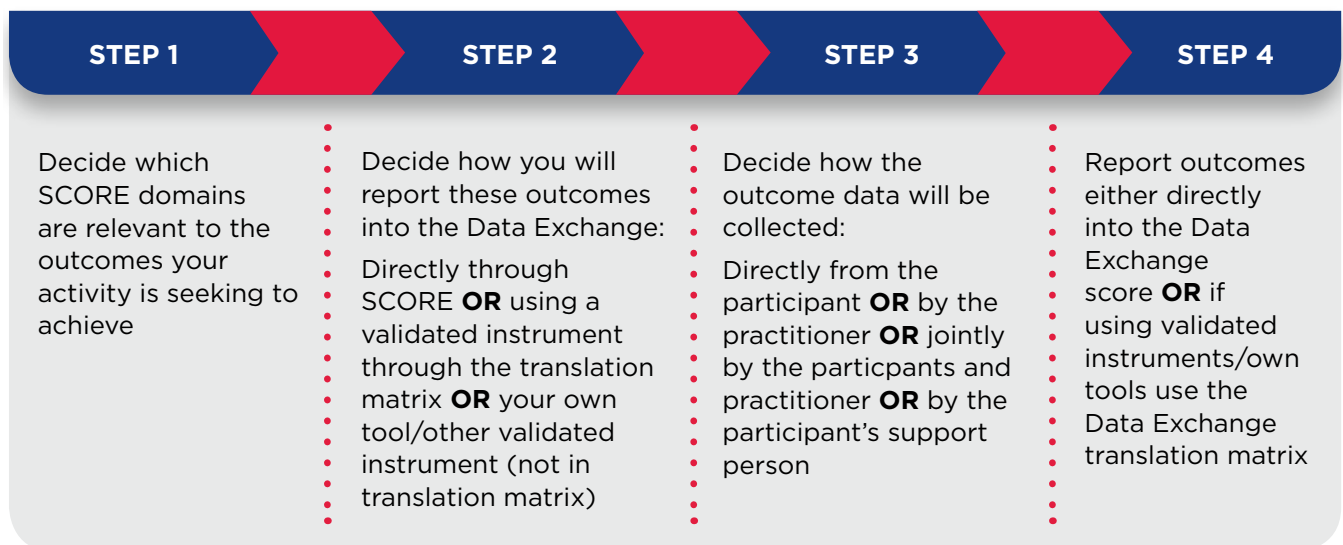 STEP 1
STEP 2
STEP 3
STEP 4
Decide which
SCORE domains
are relevant to the
outcomes your
activity is seeking to
achieve
Decide how you will
report these outcomes
into the Data Exchange:
Directly through
SCORE OR using a
validated instrument
through the translation
matrix OR your own
tool/other validated
instrument (not in
translation matrix)
Decide how the
outcome data will be
collected:
Directly from the
participant OR by the
practitioner OR jointly
by the particpants and
practitioner OR by the
participant's support
person
Report outcomes
either directly
into the Data
Exchange
score OR if
using validated
instruments/own
tools use the
Data Exchange
translation matrix